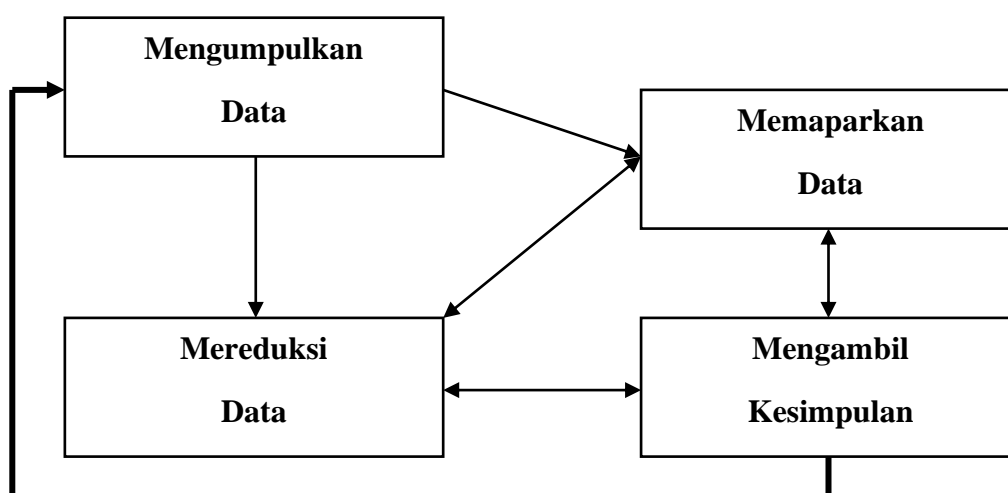 Mengumpulkan
Data
Memaparkan
Data
Mereduksi
Data
Mengambil
Kesimpulan